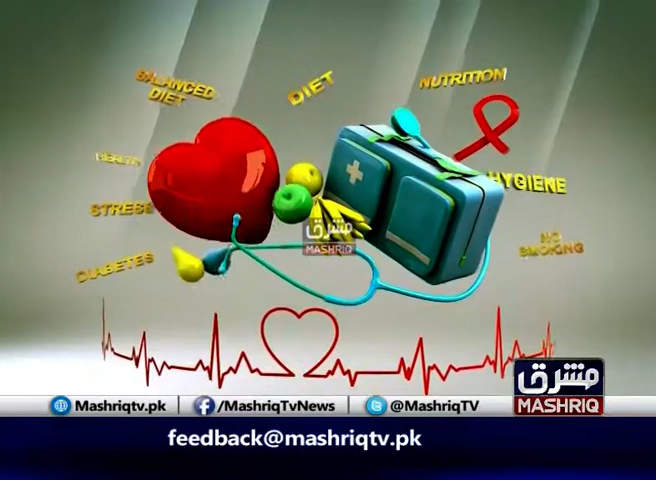 BALANCED
DIET
DIET
NUTRITION
HYGIENE
STRESS
NO
SMOKING
DIABETES
مشرق
MASHRIQ
مشرق
MASHRIQ
Mashriqtv.pk
/MashriqTvNews
@MashriqTV
feedback@mashriqtv.pk